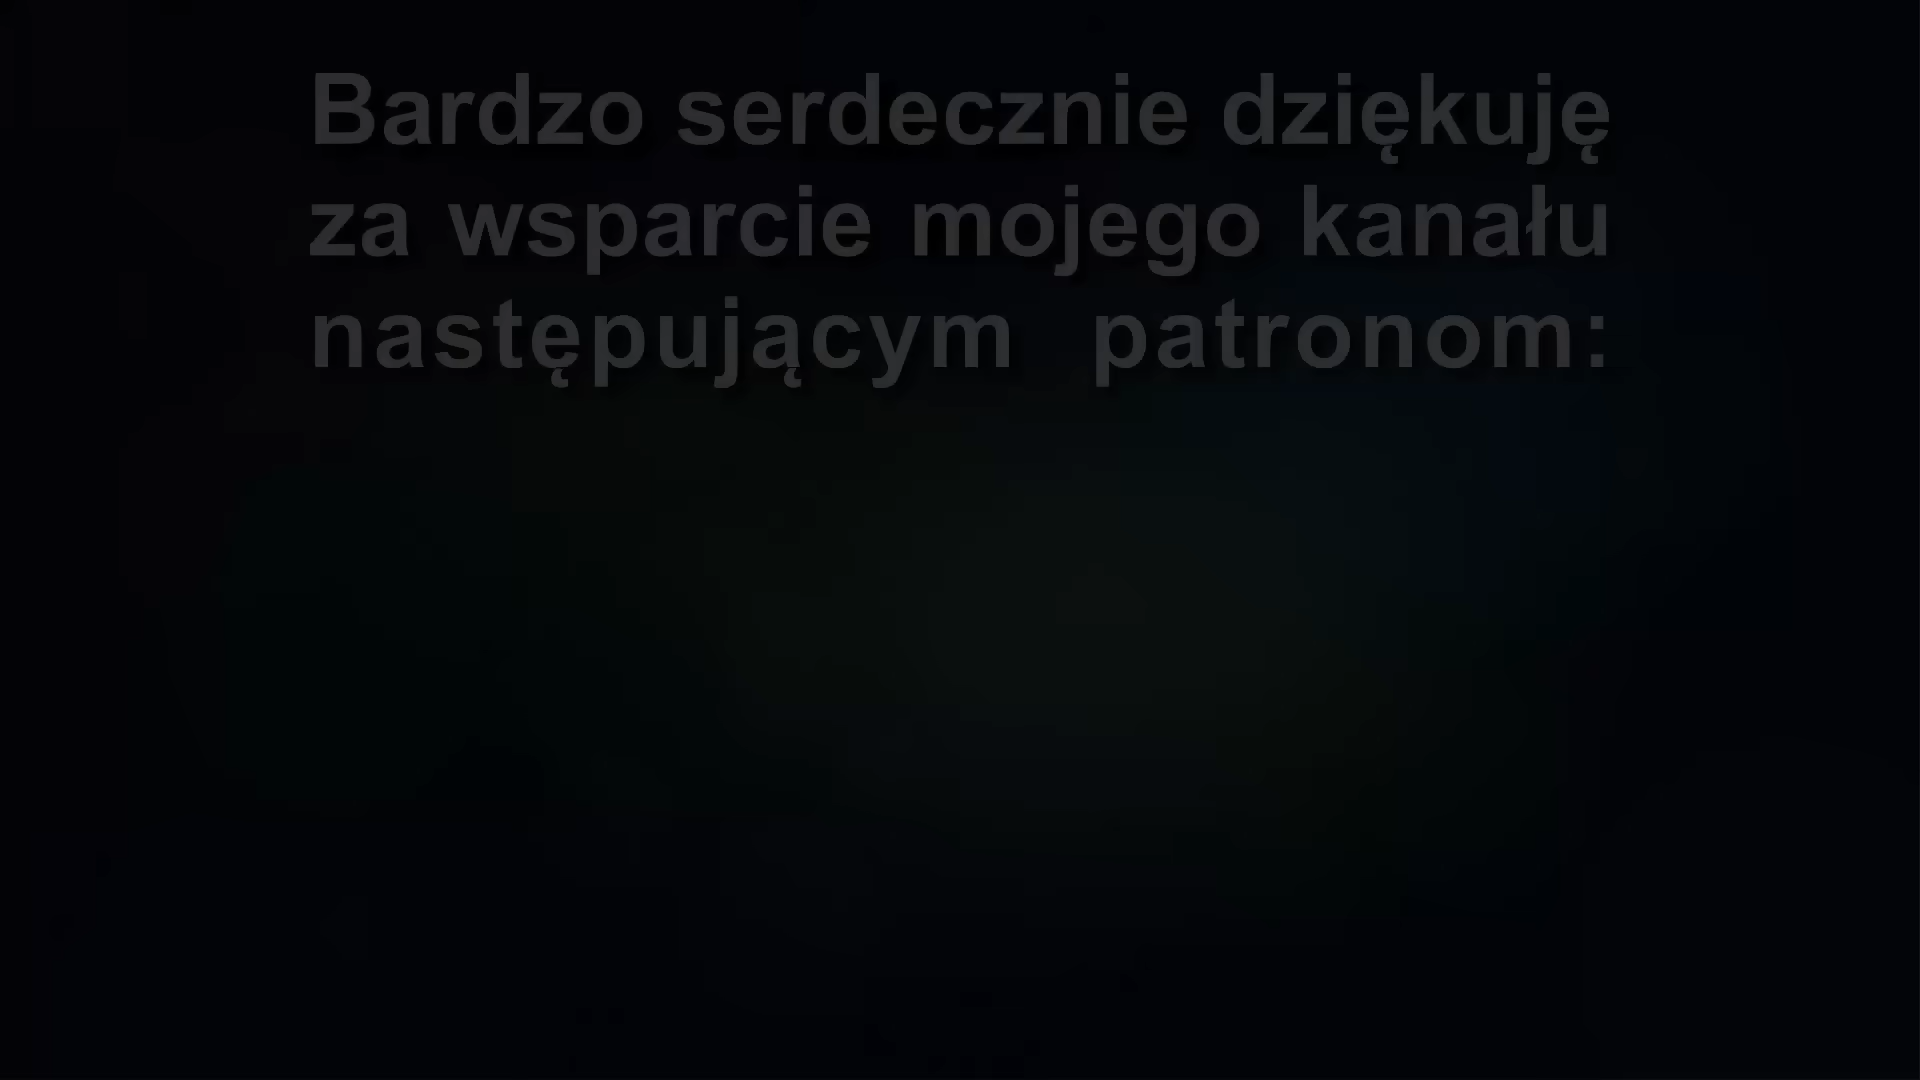 Bardzo serdecznie dziękuję
za wsparcie mojego kanału
następującym patronom: